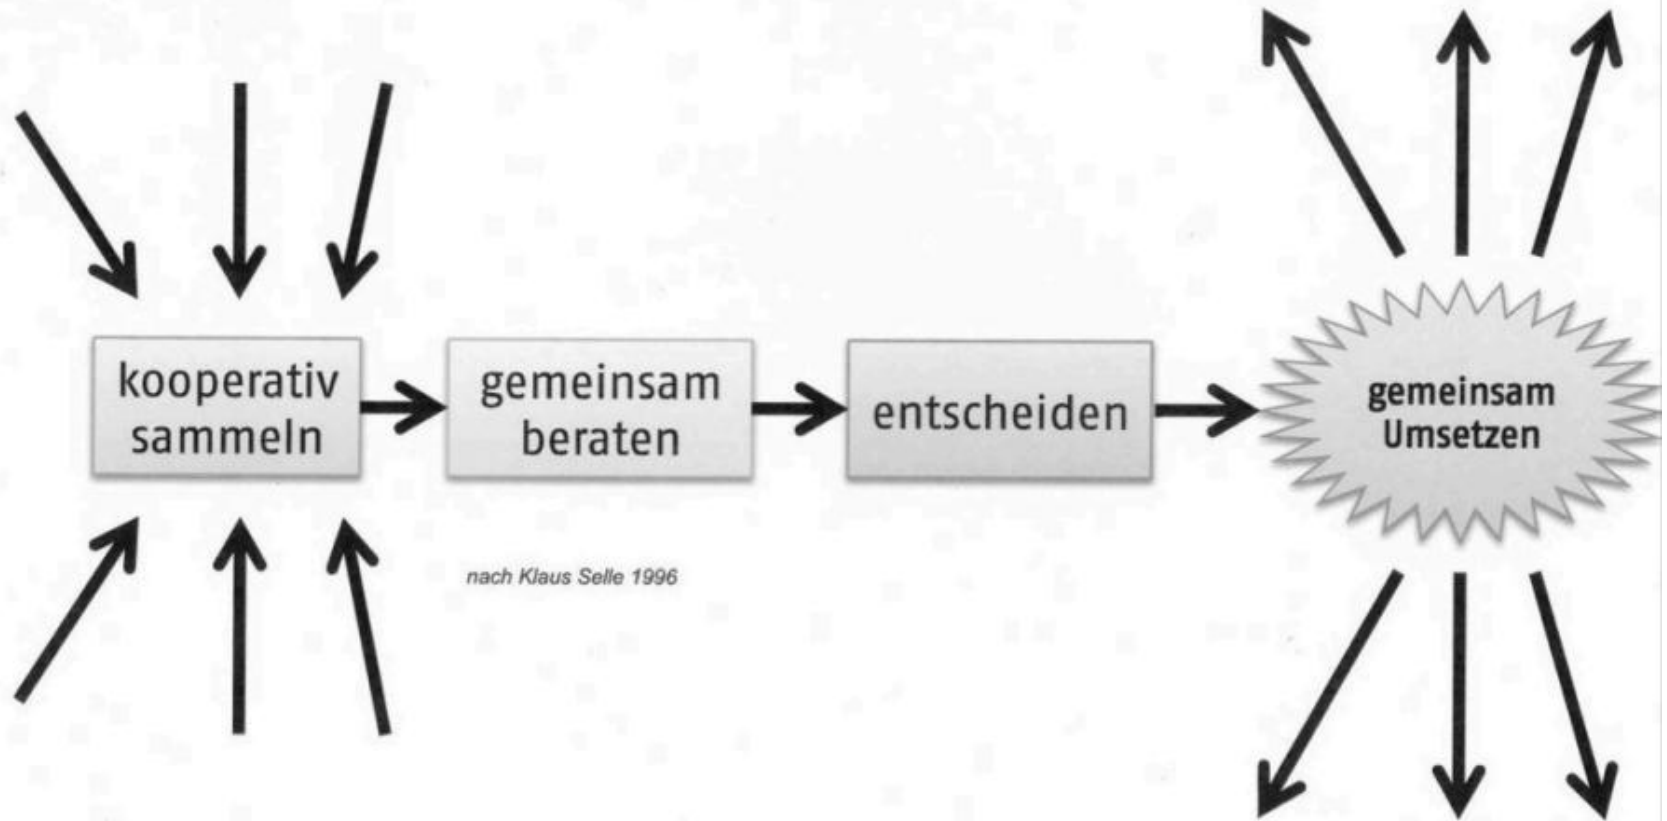 kooperativ
sammeln
gemeinsam
beraten
entscheiden
gemeinsam
Umsetzen
nach Klaus Selle 1996